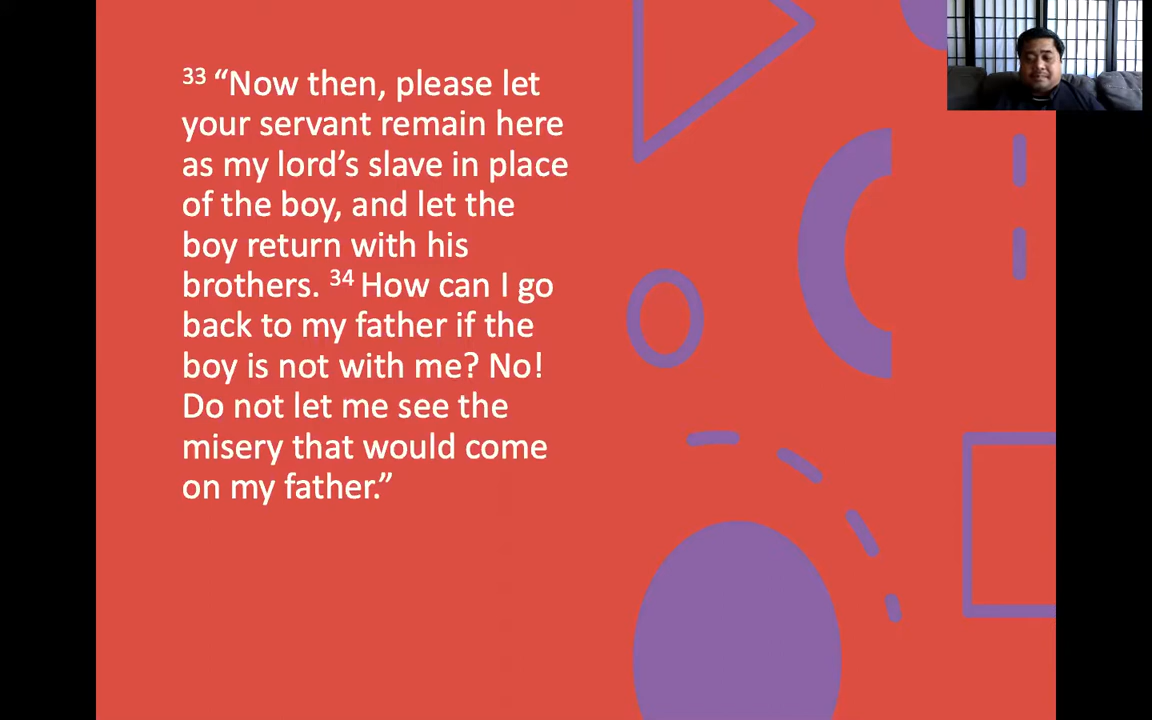 33 “Now then, please let
your servant remain here
as my lord’s slave in place
of the boy, and let the
boy return with his
brothers. 34 How can I go
back to my father if the
boy is not with me? No!
Do not let me see the
misery that would come
on my father.”